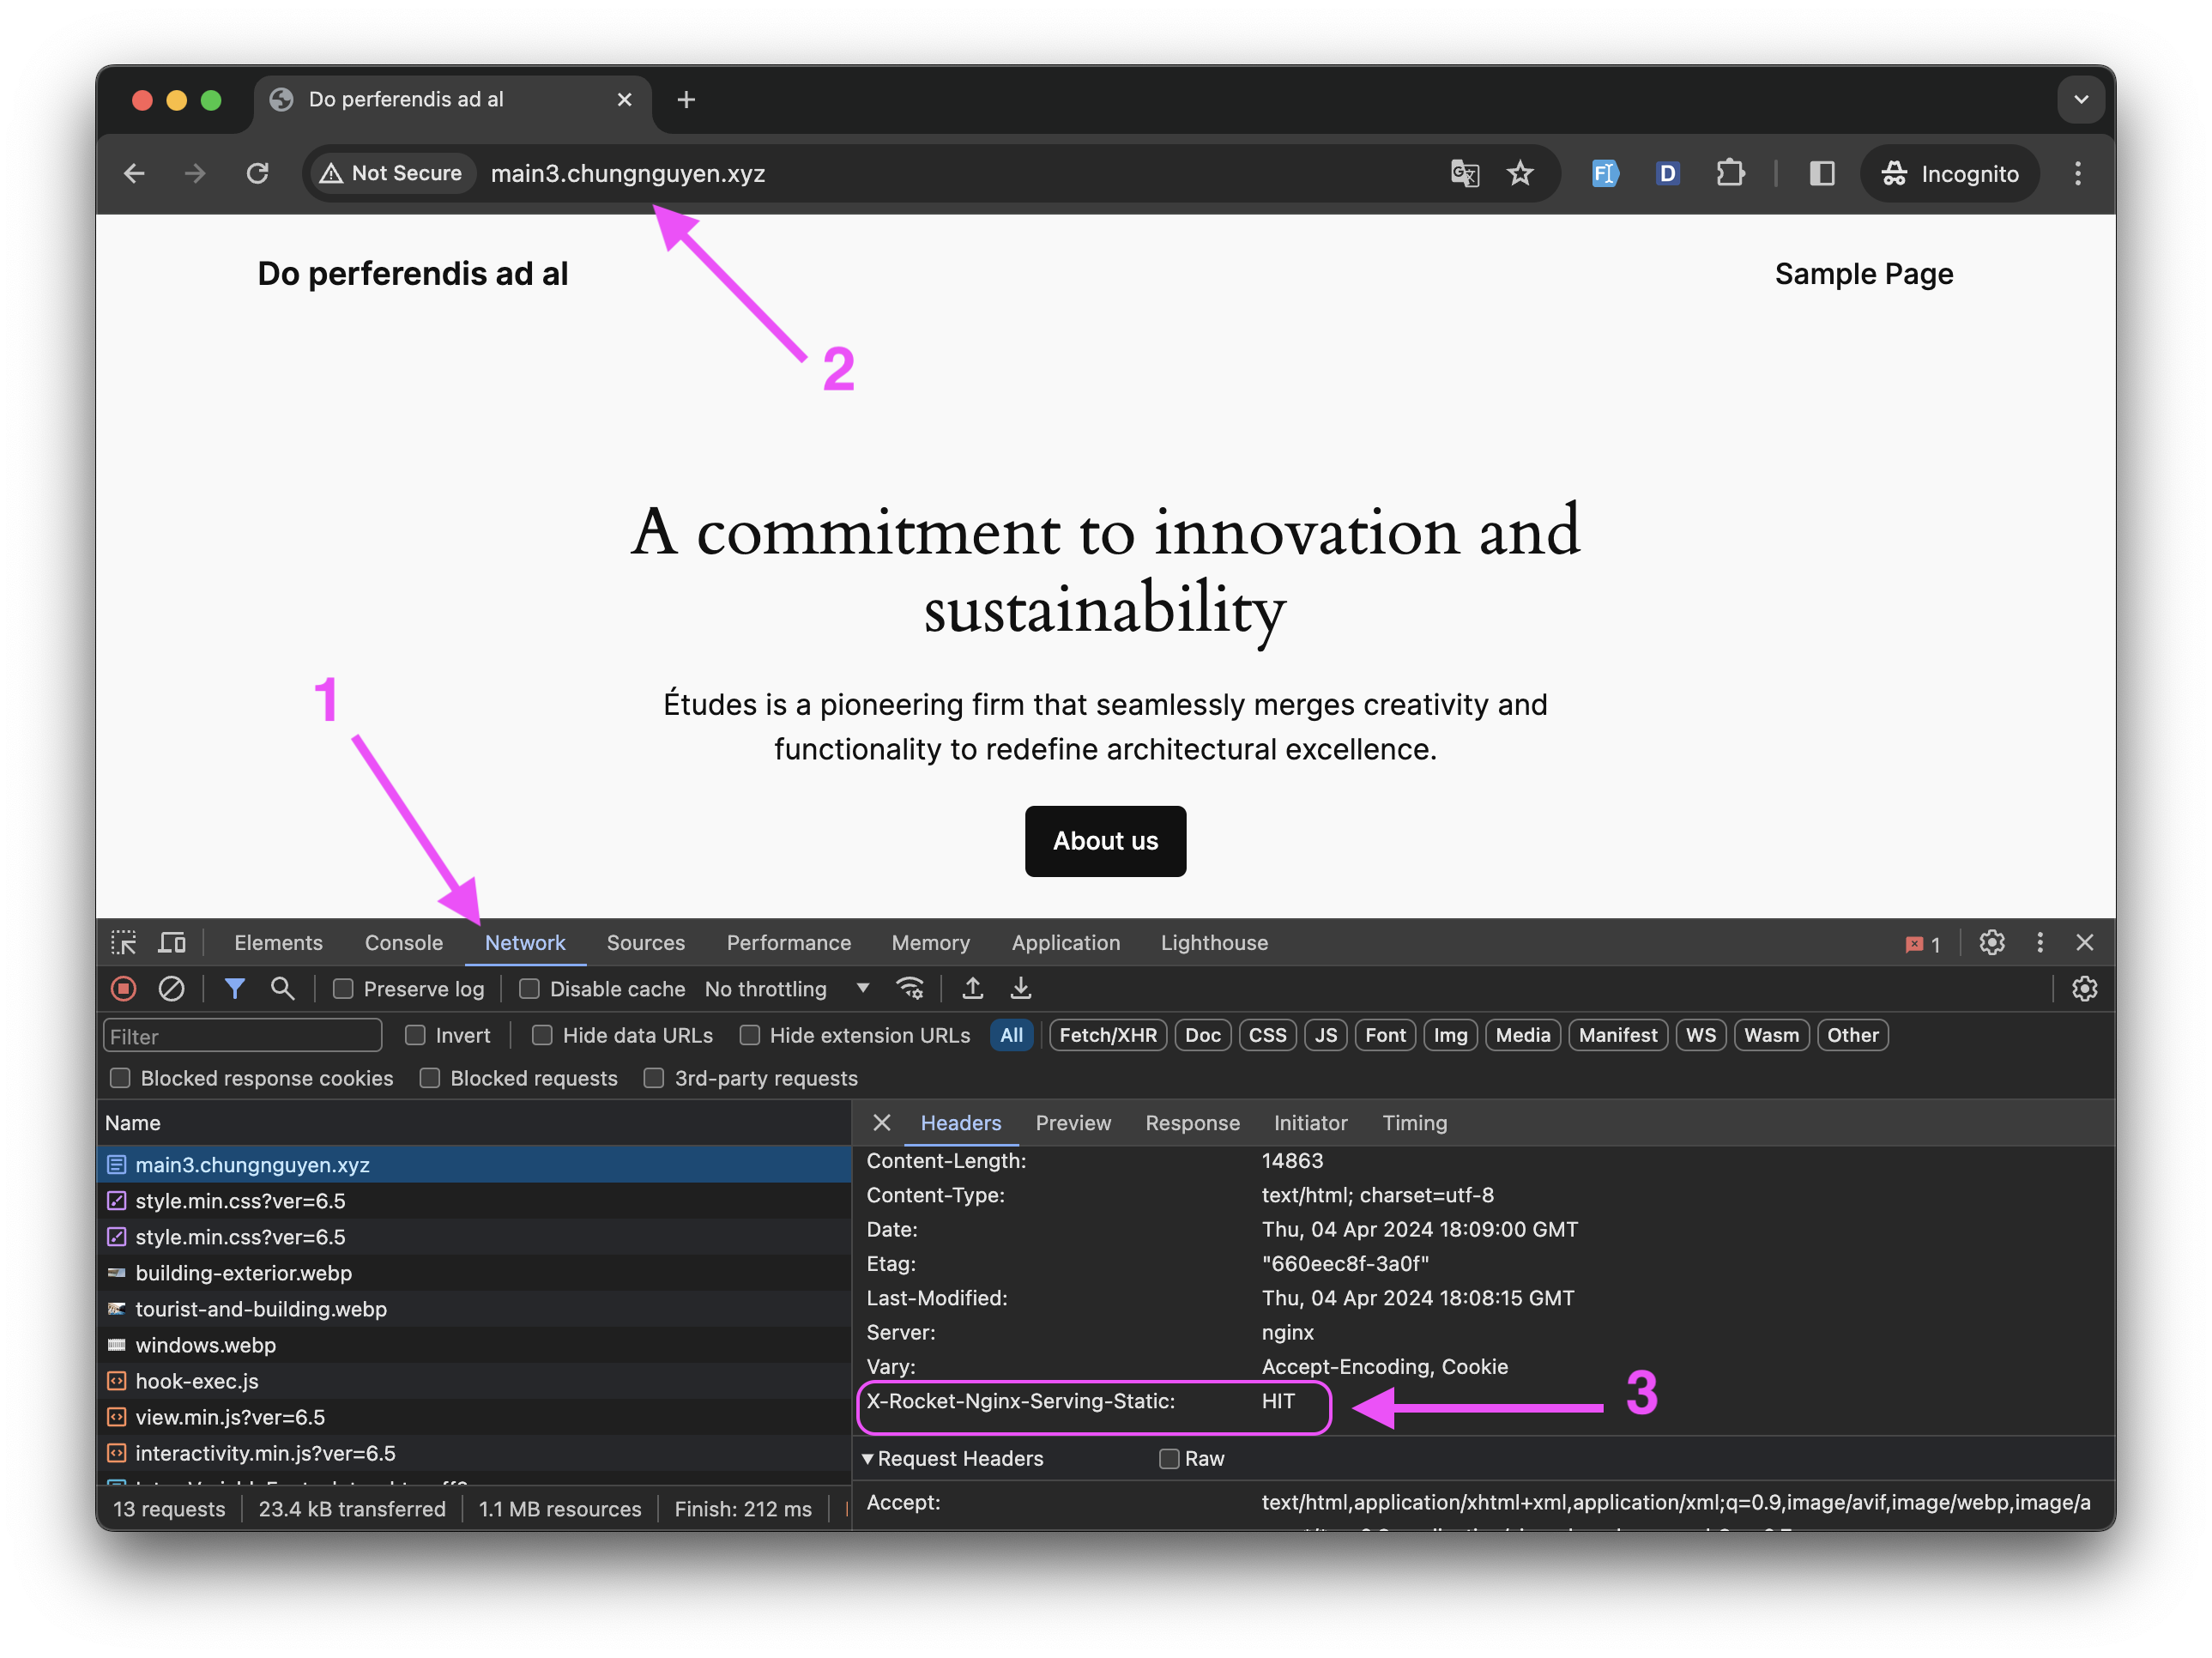 Do perferendis ad al
Not Secure main3.chungnguyen.xyz Incognito
Do perferendis ad al Sample Page
2
A commitment to innovation and
sustainability
1
Études is a pioneering firm that seamlessly merges creativity and
functionality to redefine architectural excellence.
About us
Elements Console Network Sources Performance Memory Application Lighthouse 1
Preserve log Disable cache No throttling
Filter Invert Hide data URLs Hide extension URLs All Fetch/XHR Doc CSS JS Font Img Media Manifest WS Wasm Other
Blocked response cookies Blocked requests 3rd-party requests
Name
main3.chungnguyen.xyz
style.min.css?ver=6.5
style.min.css?ver=6.5
building-exterior.webp
tourist-and-building.webp
windows.webp
hook-exec.js
view.min.js?ver=6.5
interactivity.min.js?ver=6.5
13 requests 23.4 kB transferred 1.1 MB resources Finish: 212 ms
Headers Preview Response Initiator Timing
Content-Length: 14863
Content-Type: text/html; charset=utf-8
Date: Thu, 04 Apr 2024 18:09:00 GMT
Etag: "660eec8f-3a0f"
Last-Modified: Thu, 04 Apr 2024 18:08:15 GMT
Server: nginx
Vary: Accept-Encoding, Cookie
X-Rocket-Nginx-Serving-Static: HIT
3
Request Headers Raw
Accept: text/html,application/xhtml+xml,application/xml;q=0.9,image/avif,image/webp,image/a